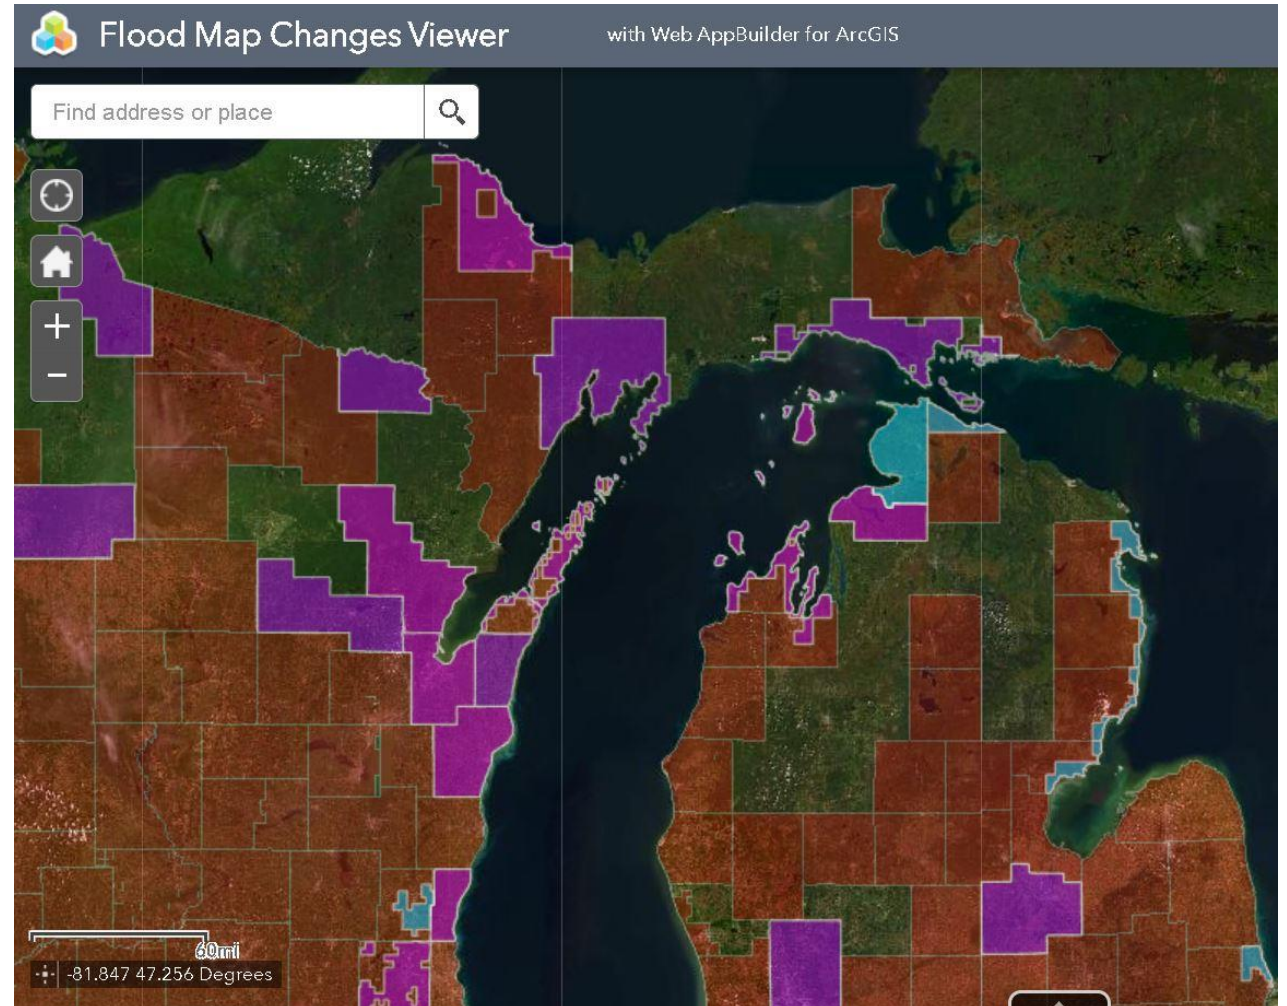 Flood Map Changes Viewer
with Web AppBuilder for ArcGIS
Find address or place
+
−
60mi
-81.847 47.256 Degrees